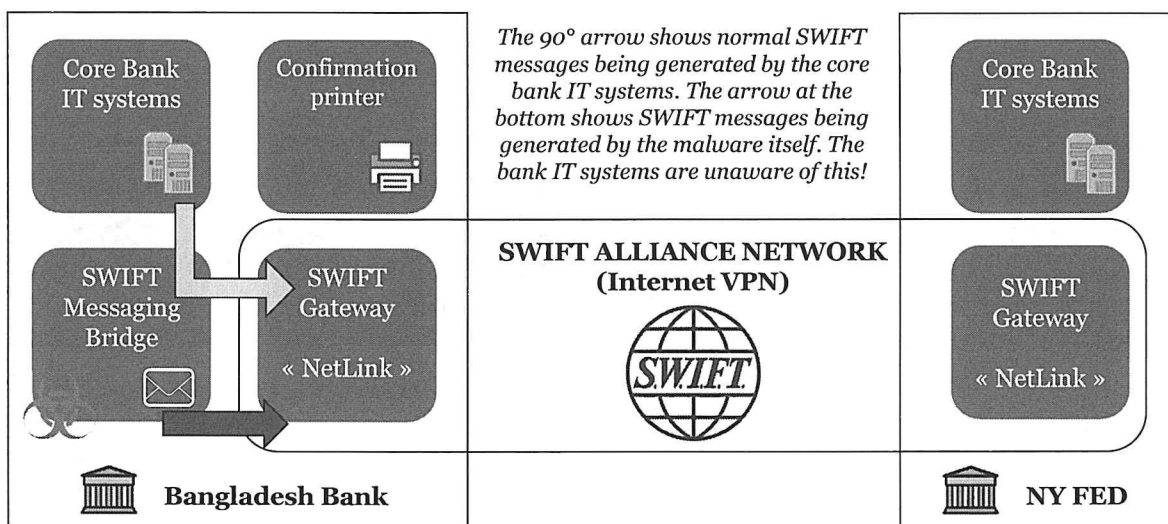 Core Bank
IT systems
Confirmation
printer
The 90° arrow shows normal SWIFT
messages being generated by the core
bank IT systems. The arrow at the
bottom shows SWIFT messages being
generated by the malware itself. The
bank IT systems are unaware of this!
Core Bank
IT systems
SWIFT
Messaging
Bridge
SWIFT
Gateway
« NetLink »
SWIFT ALLIANCE NETWORK
(Internet VPN)
S.W.I.F.T.
SWIFT
Gateway
« NetLink »
Bangladesh Bank
NY FED